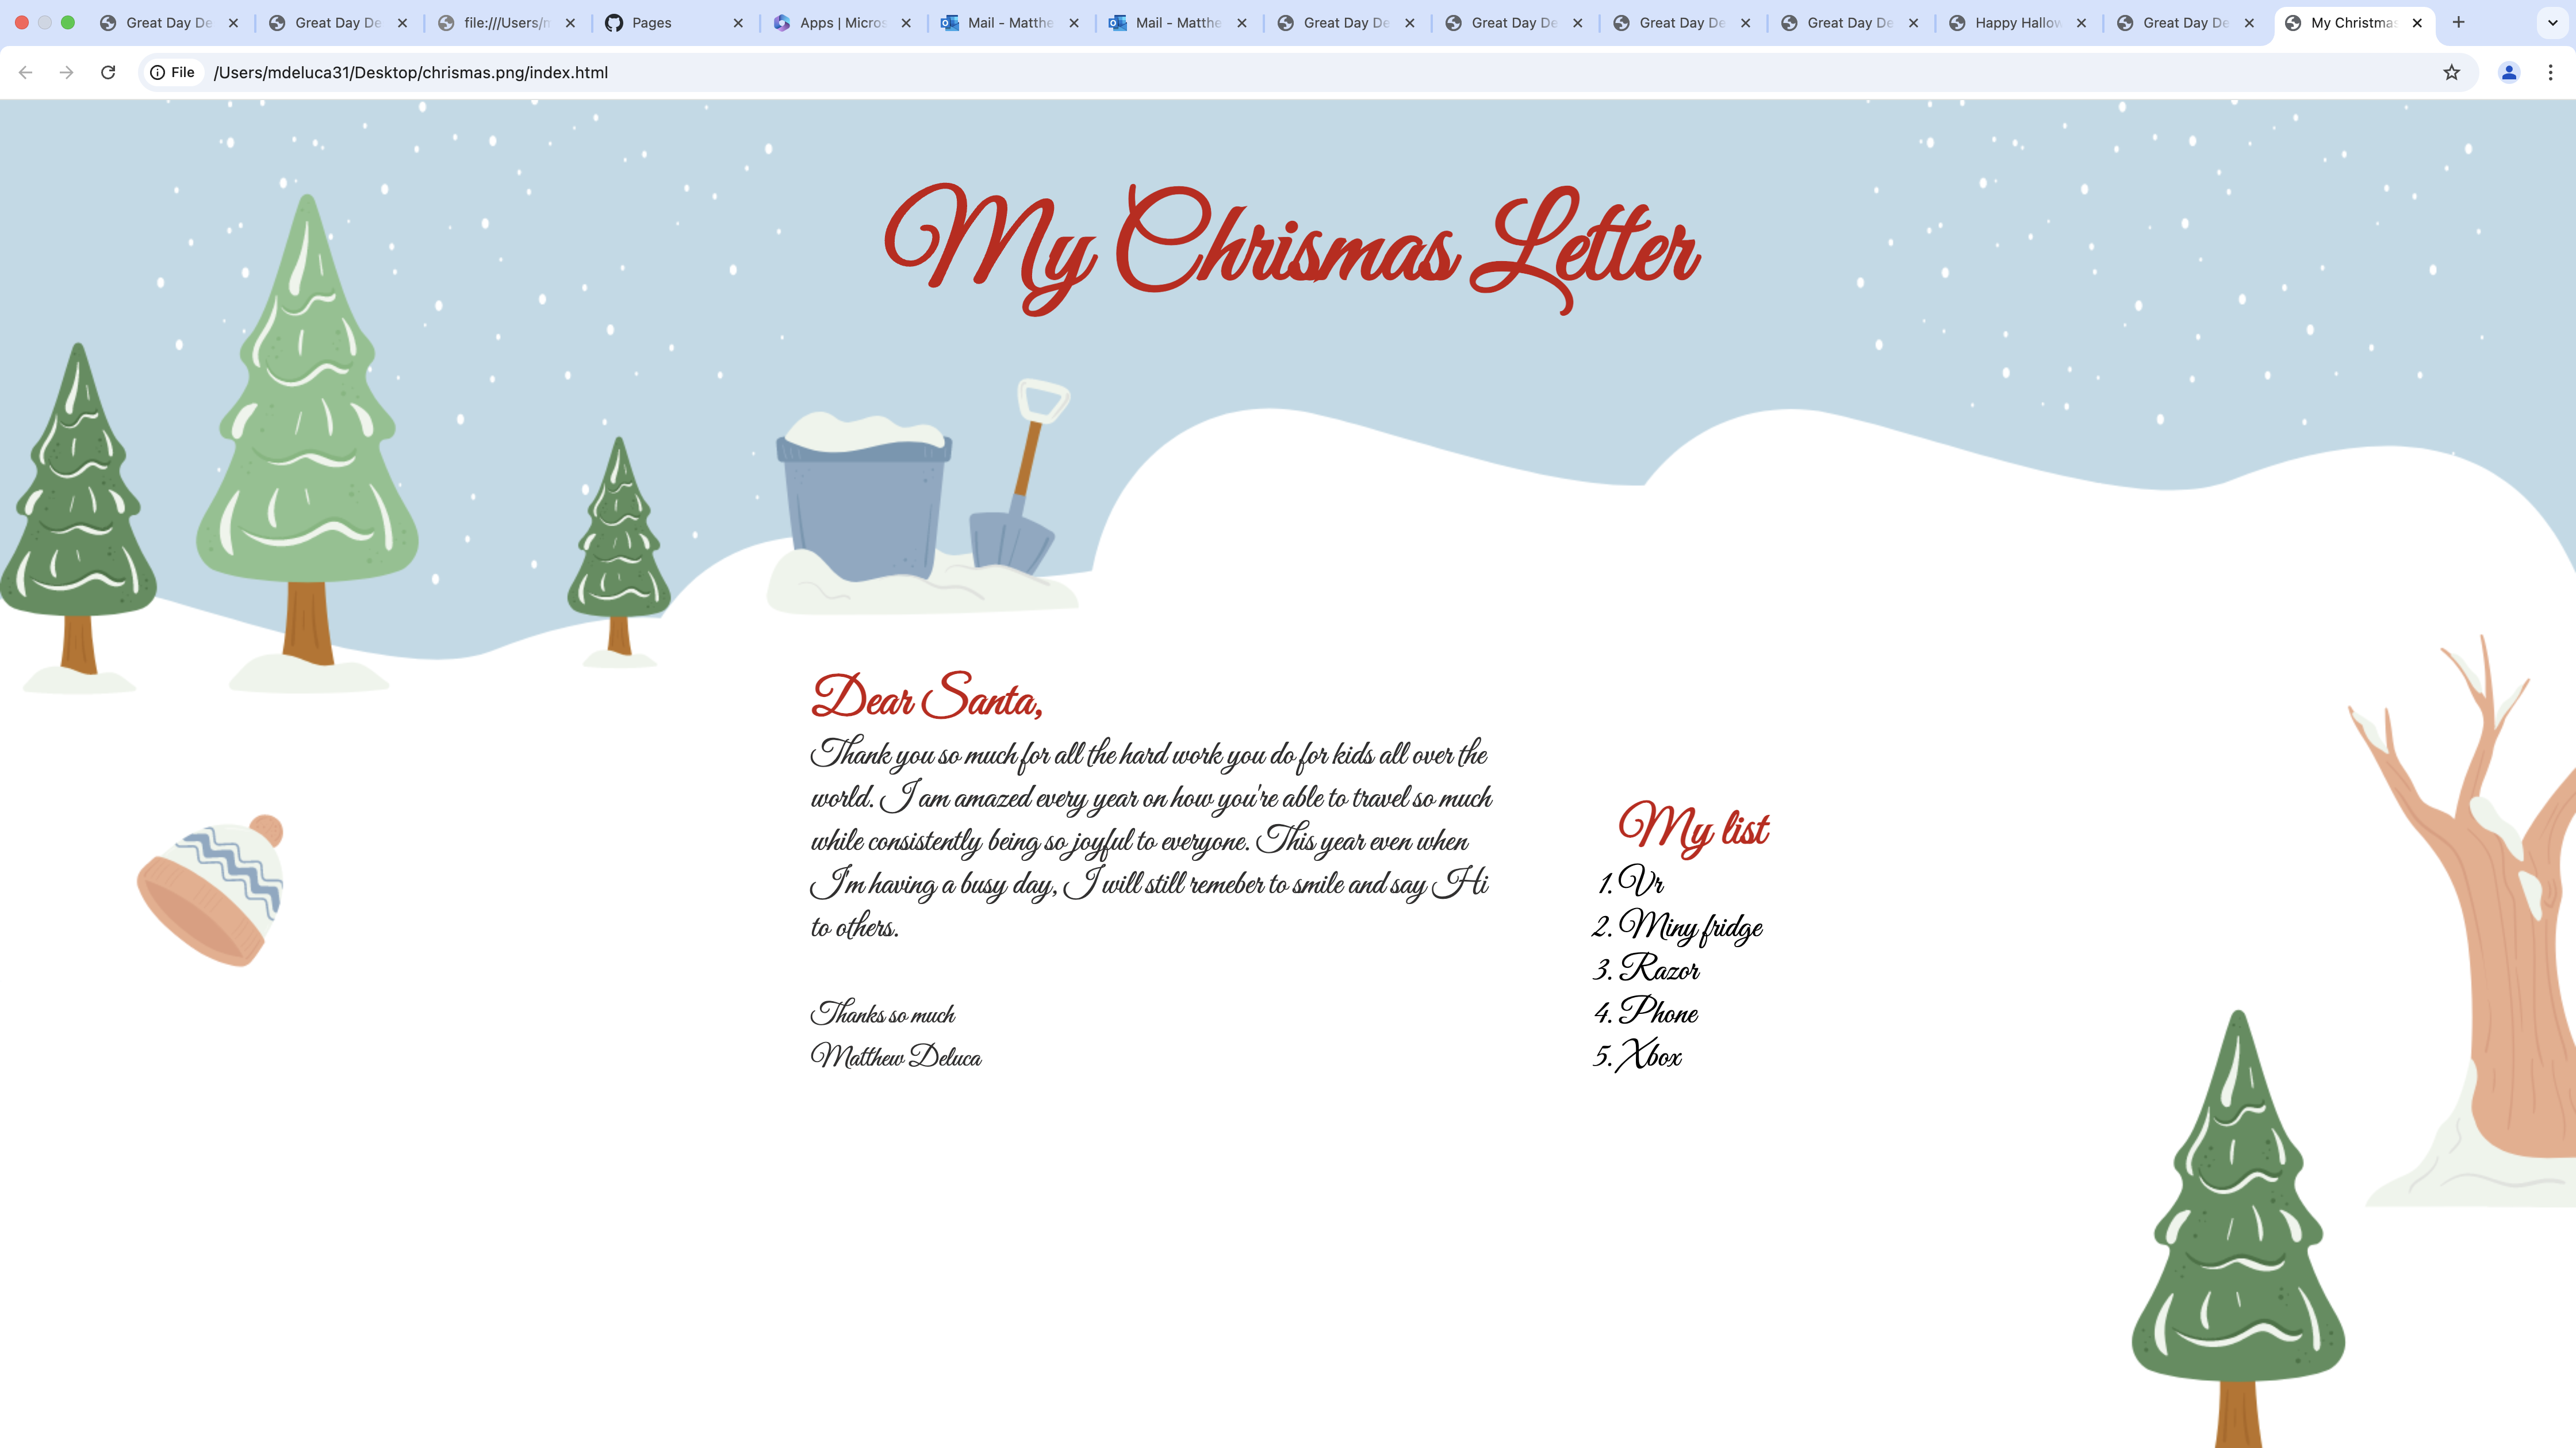 Great Day De
Great Day De
file:///Users/m
Pages
Apps | Micros
Mail - Matthe
Mail - Matthe
Great Day De
Great Day De
Great Day De
Great Day De
Happy Hallow
Great Day De
My Christmas
File
/Users/mdeluca31/Desktop/chrismas.png/index.html
My Chrismas Letter
Dear Santa,
Thank you so much for all the hard work you do for kids all over the
world. I am amazed every year on how you're able to travel so much
while consistently being so joyful to everyone. This year even when
I'm having a busy day, I will still remeber to smile and say Hi
to others.
Thanks so much
Matthew Deluca
My list
1. Vr
2. Miny fridge
3. Razor
4. Phone
5. Xbox